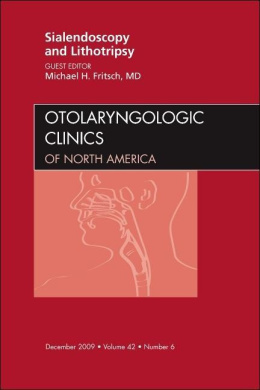 Sialendoscopy
and Lithotripsy
GUEST EDITOR
Michael H. Fritsch, MD
OTOLARYNGOLOGIC
CLINICS
OF NORTH AMERICA
December 2009 • Volume 42 • Number 6